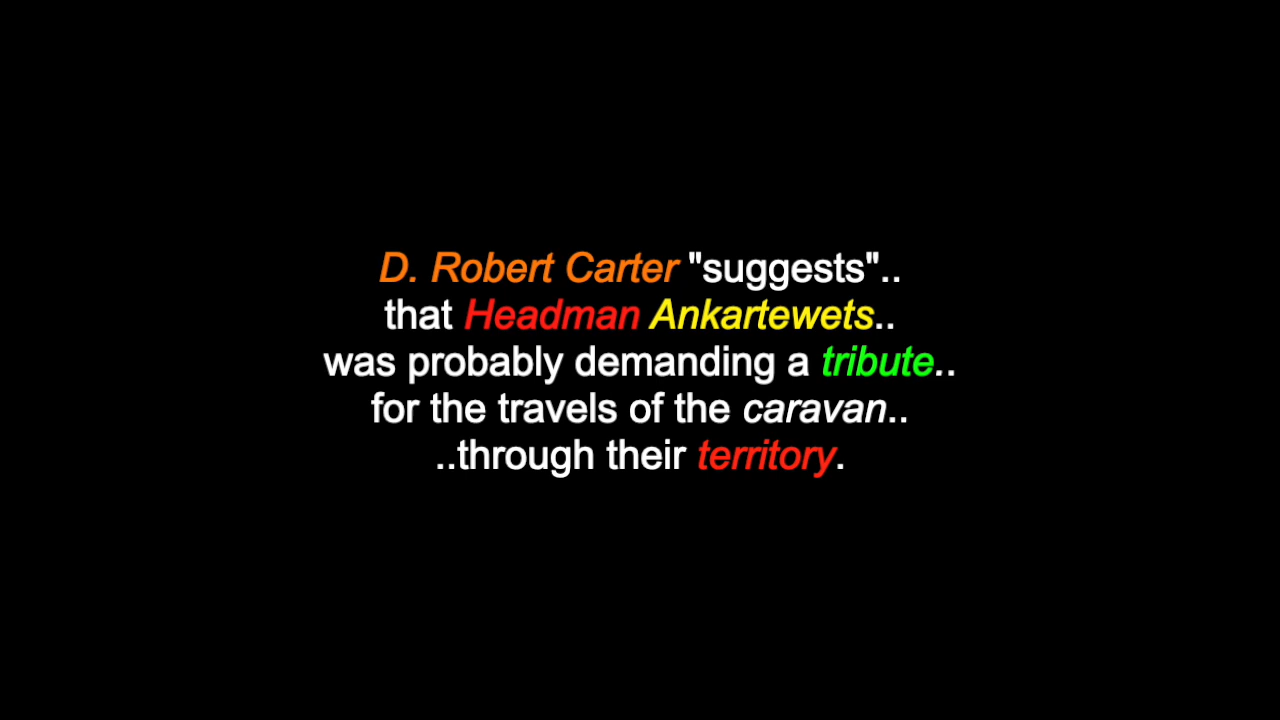 D. Robert Carter "suggests"..
that Headman Ankartewets..
was probably demanding a tribute..
for the travels of the caravan..
..through their territory.